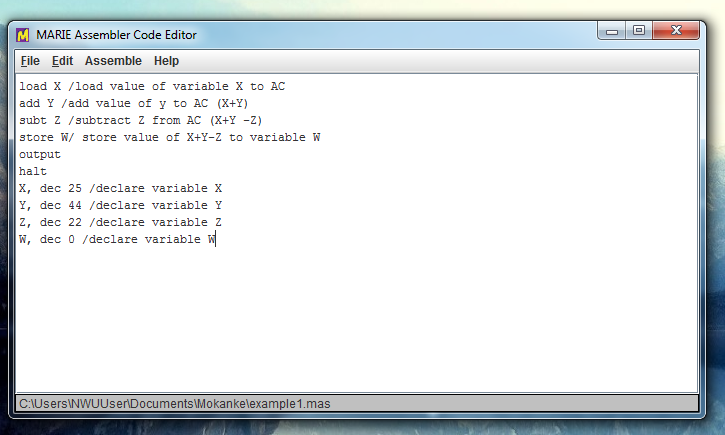 MARIE Assembler Code Editor
File Edit Assemble Help
load X /load value of variable X to AC
add Y /add value of y to AC (X+Y)
subt Z /subtract Z from AC (X+Y -Z)
store W/ store value of X+Y-Z to variable W
output
halt
X, dec 25 /declare variable X
Y, dec 44 /declare variable Y
Z, dec 22 /declare variable Z
W, dec 0 /declare variable W
C:\Users\NWUUser\Documents\Mokanke\example1.mas